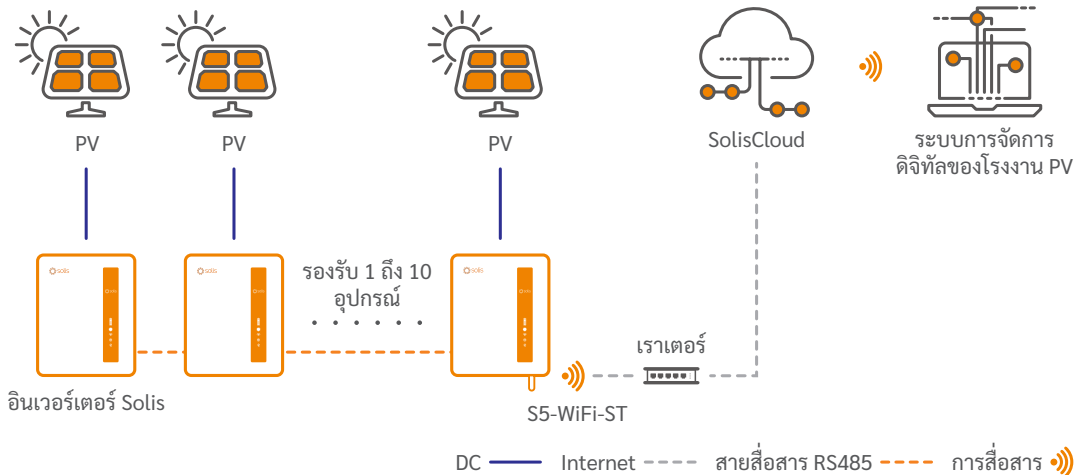 PV
PV
PV
SolisCloud
ระบบการจัดการ
ดิจิทัลของโรงงาน PV
solis
solis
solis
รองรับ 1 ถึง 10
อุปกรณ์
เราเตอร์
อินเวอร์เตอร์ Solis
S5-WiFi-ST
DC
Internet
สายสื่อสาร RS485
การสื่อสาร